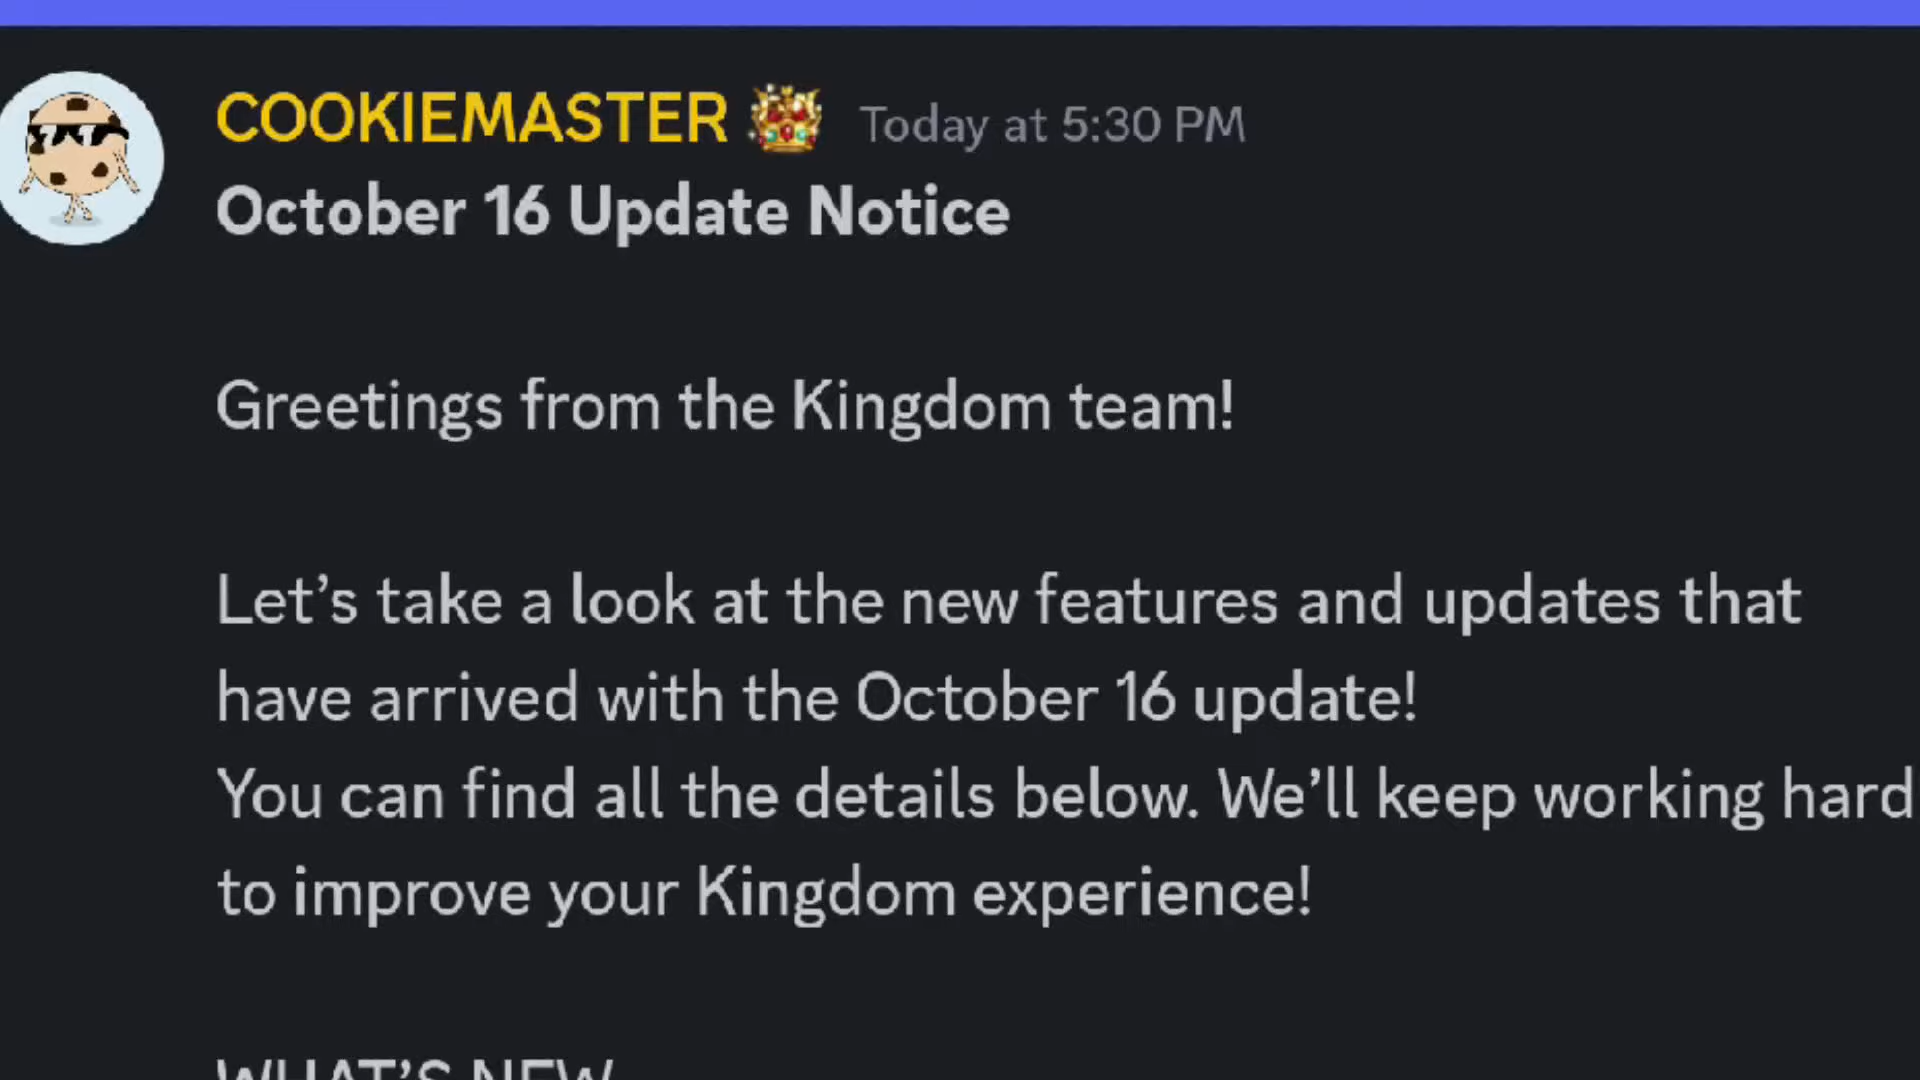 COOKIEMASTER Today at 5:30 PM
October 16 Update Notice
Greetings from the Kingdom team!
Let’s take a look at the new features and updates that
have arrived with the October 16 update!
You can find all the details below. We’ll keep working hard
to improve your Kingdom experience!
WHAT’S NEW